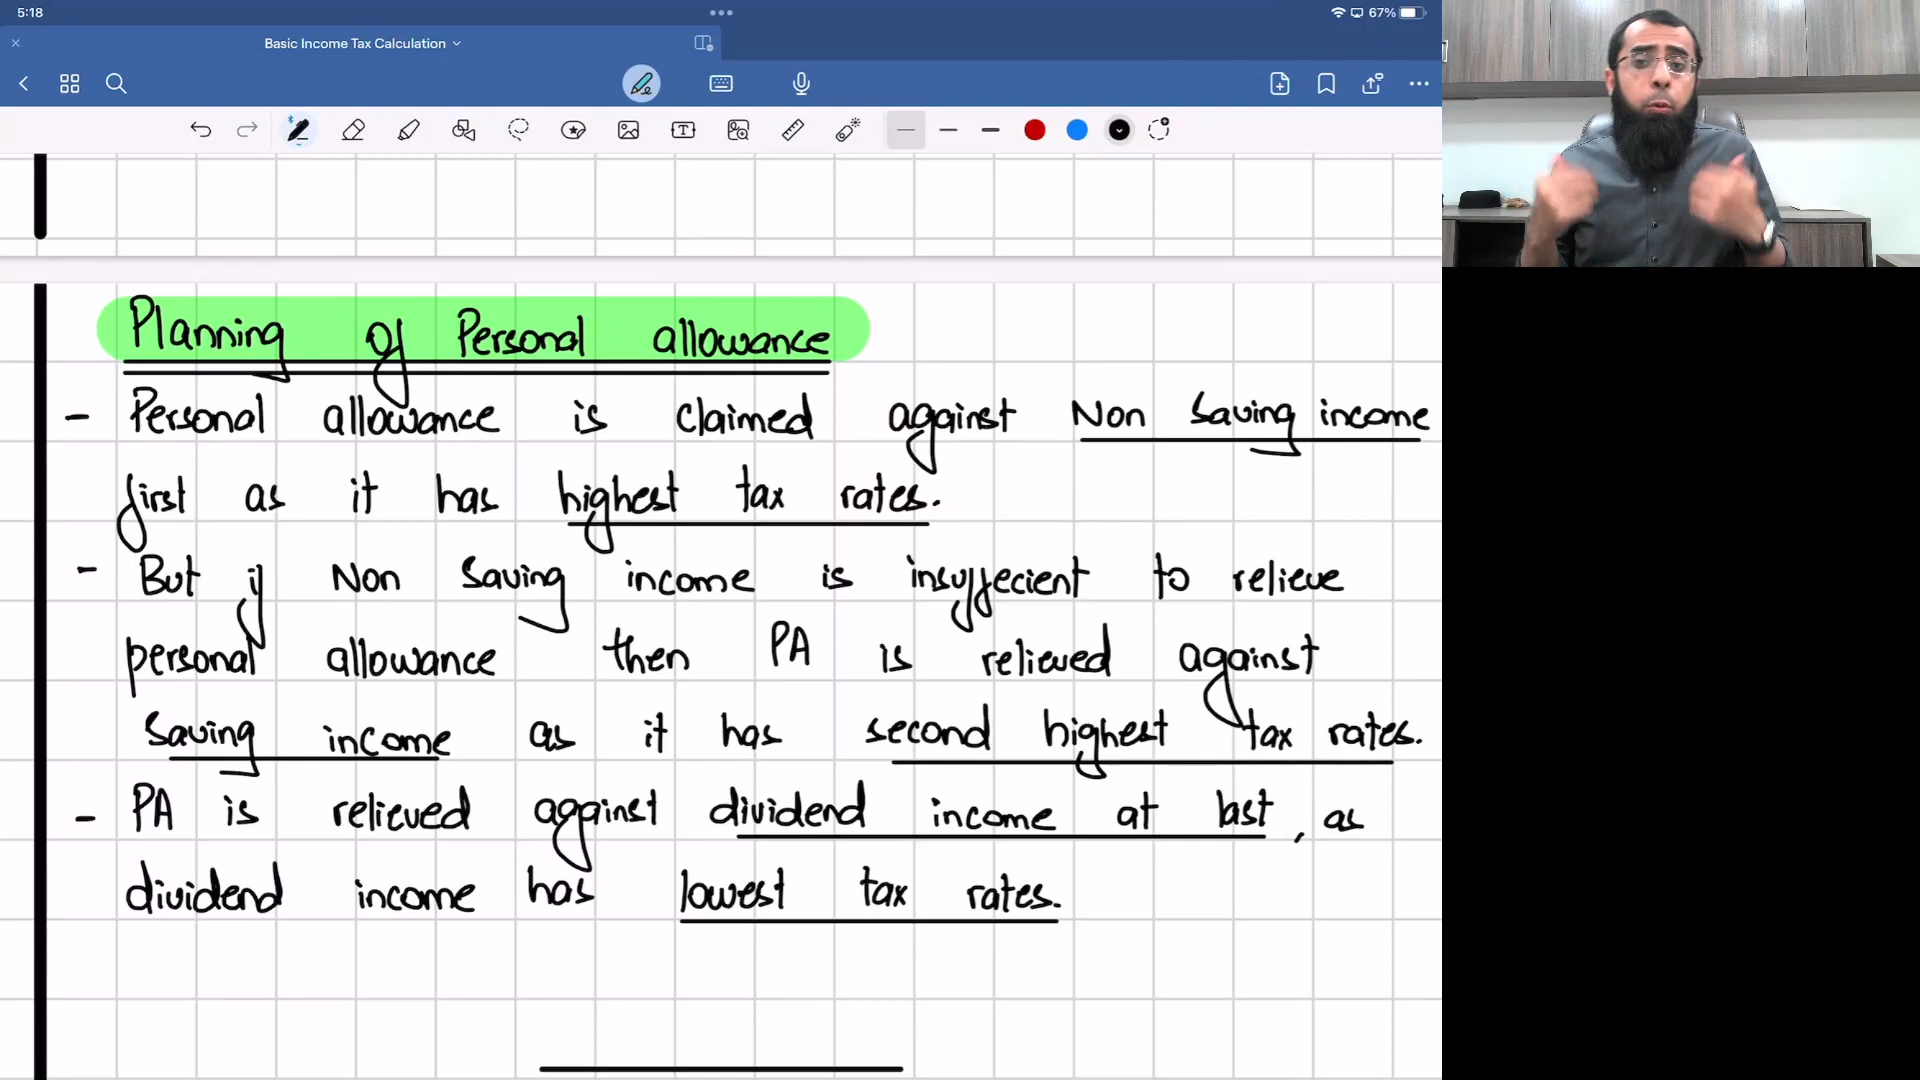 5:18
67%
Basic Income Tax Calculation
Planning of Personal allowance
- Personal allowance is claimed against Non Saving income
first as it has highest tax rates.
- But if Non Saving income is insuffecient to relieve
personal allowance then PA is relieved against
Saving income as it has second highest tax rates.
- PA is relieved against dividend income at last, as
dividend income has lowest tax rates.